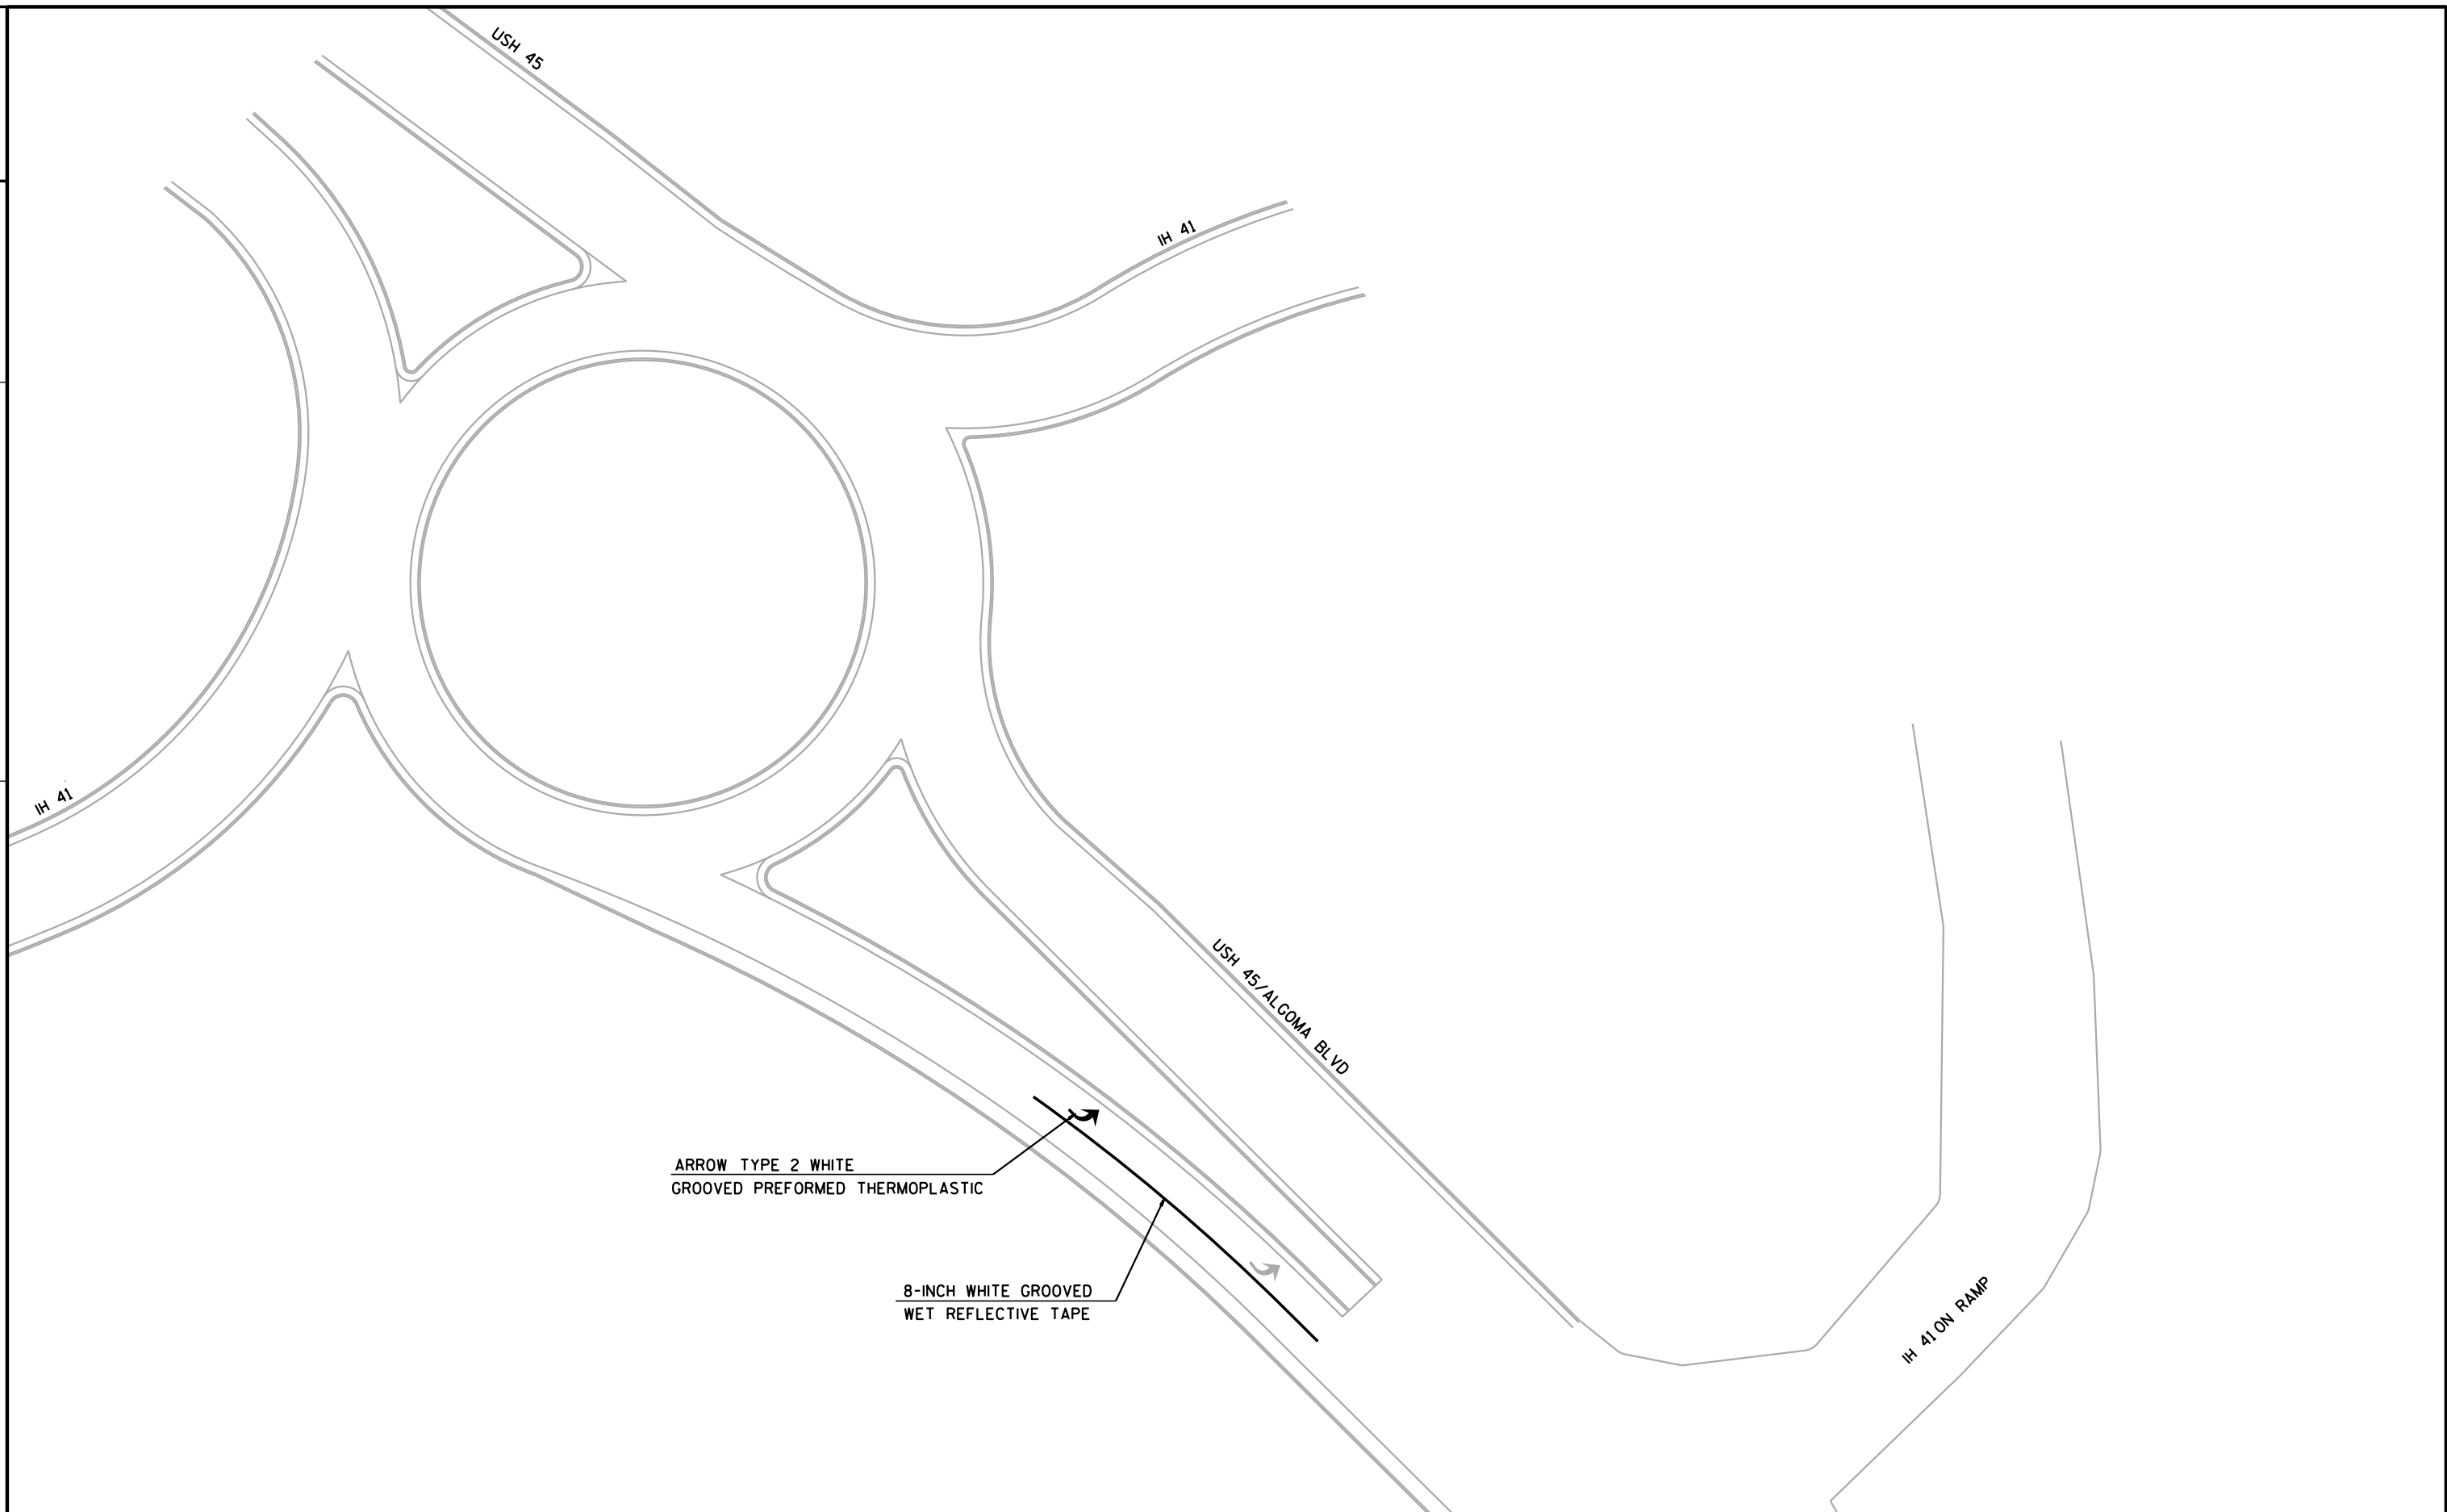 USH 45
IH 41
IH 41
USH 45/ALGOMA BLVD
ARROW TYPE 2 WHITE
GROOVED PREFORMED THERMOPLASTIC
8-INCH WHITE GROOVED
WET REFLECTIVE TAPE
IH 41 ON RAMP